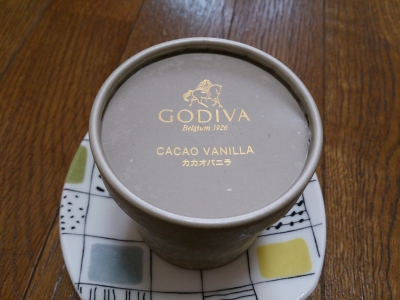 GODIVA
Belgium 1926
CACAO VANILLA
カカオバニラ